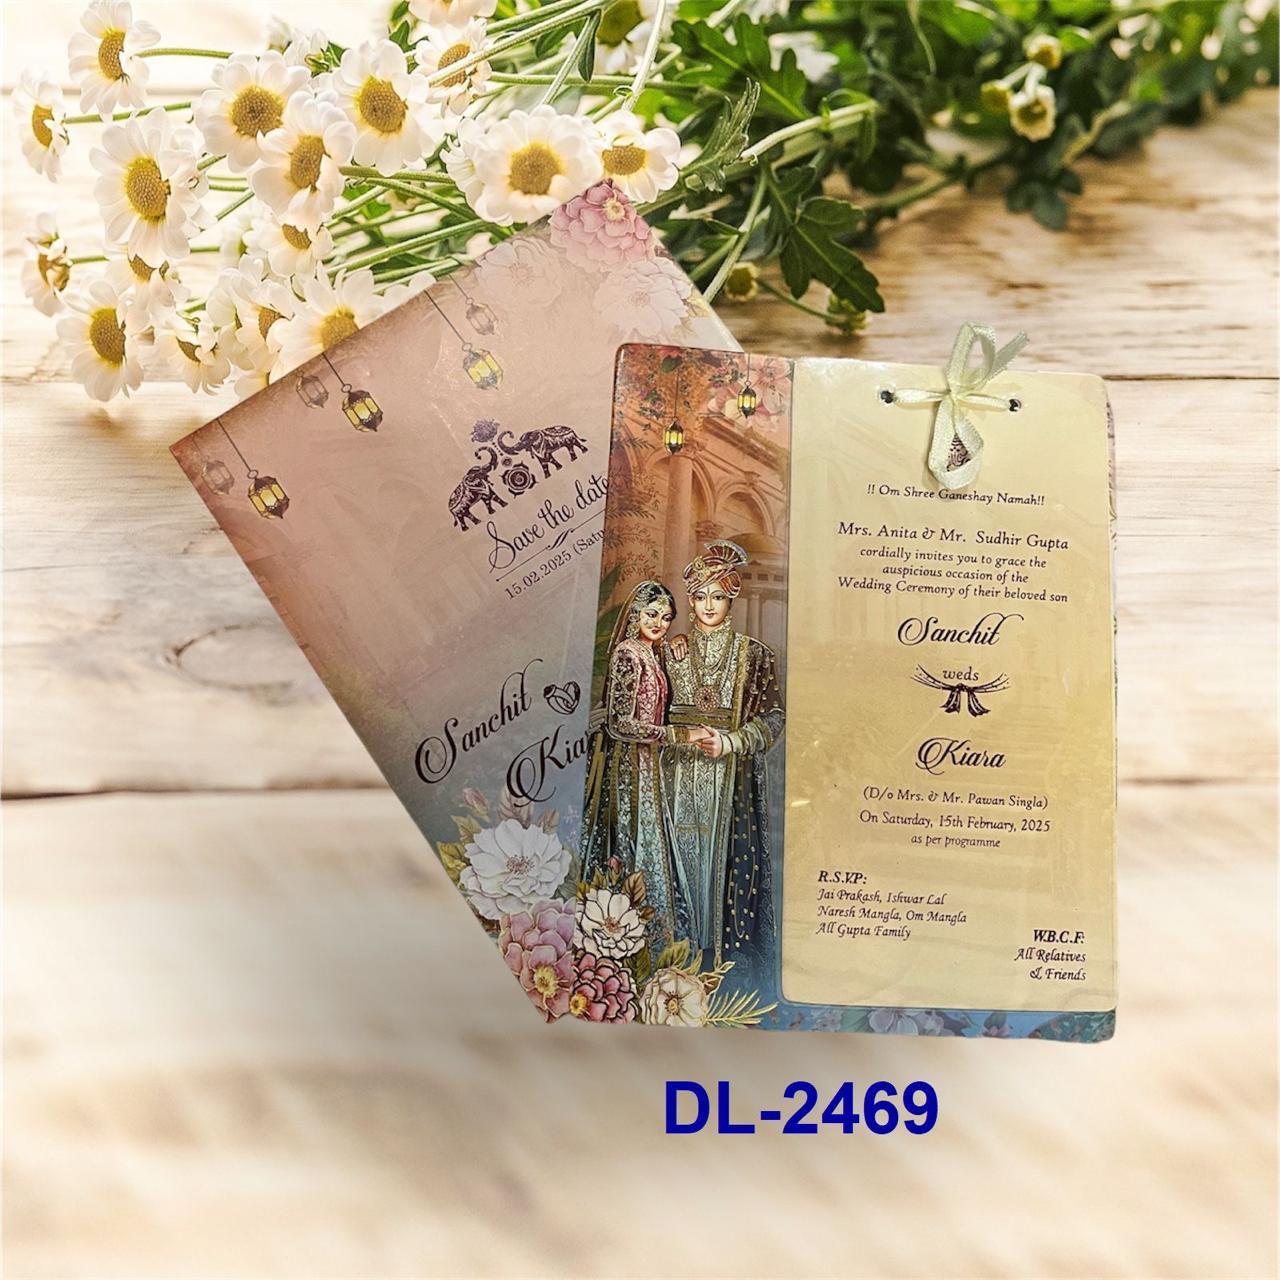 Save the date
15.02.2025
Sanchit
!! Om Shree Ganeshay Namah!!
Mrs. Anita & Mr. Sudhir Gupta
cordially invites you to grace the
auspicious occasion of the
Wedding Ceremony of their beloved son
Sanchit
weds
Kiara
(D/o Mrs. & Mr. Pawan Singla)
On Saturday, 15th February, 2025
as per programme
R.S.V.P:
Jai Prakash, Ishwar Lal
Naresh Mangla, Om Mangla
All Gupta Family
W.B.C.F:
All Relatives
& Friends
DL-2469